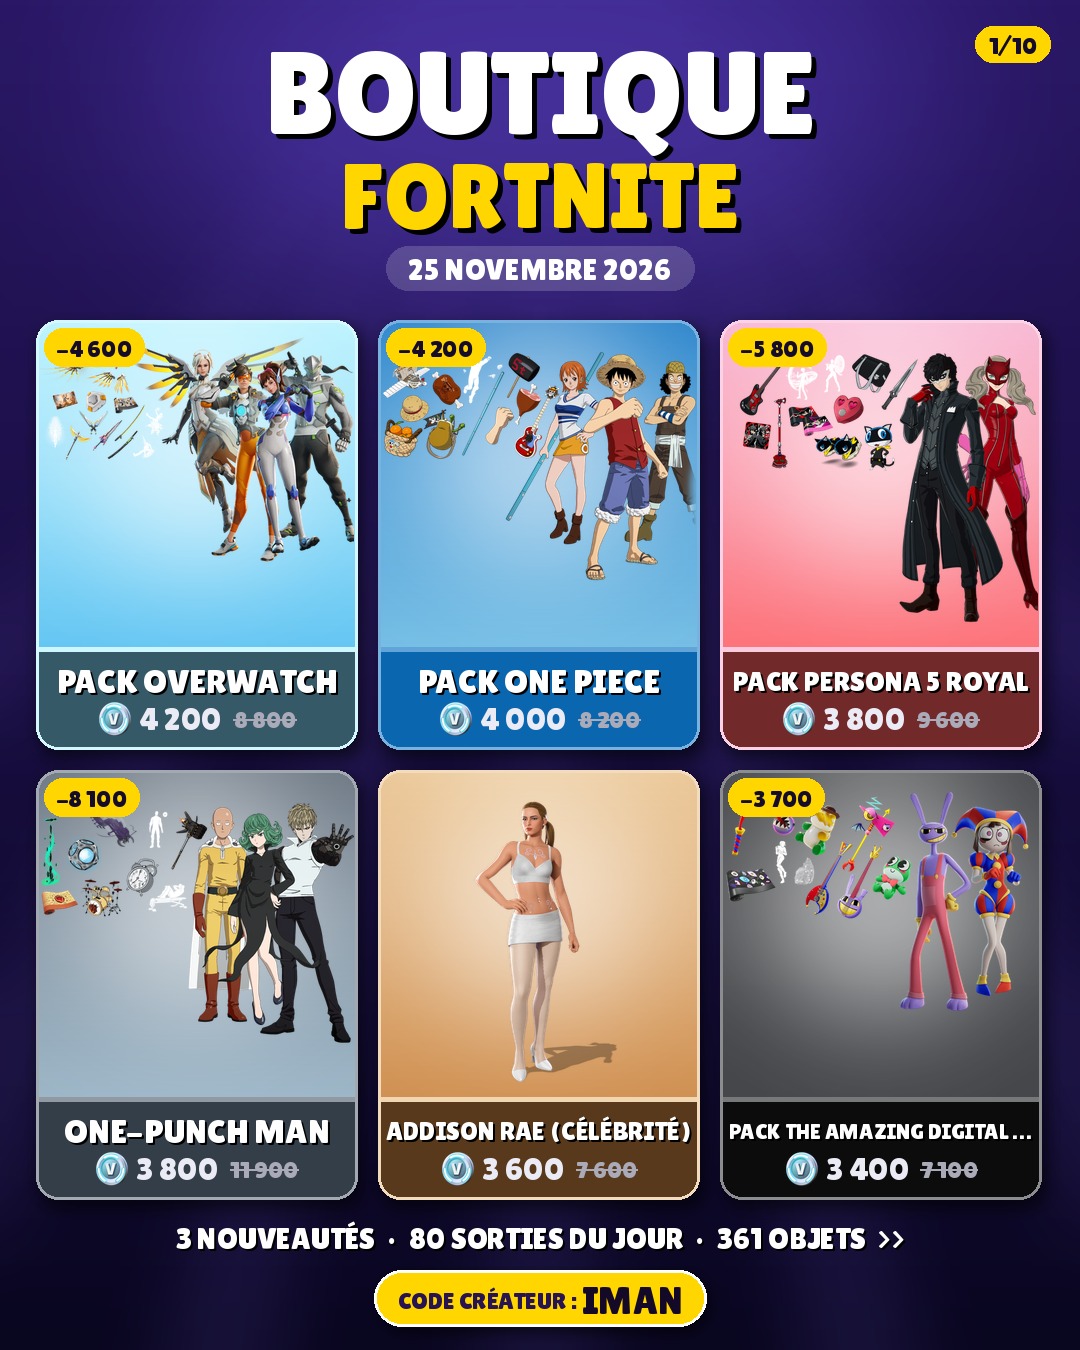 1/10
BOUTIQUE
FORTNITE
25 NOVEMBRE 2026
-4 600
-4 200
-5 800
PACK OVERWATCH
4 200 8 800
PACK ONE PIECE
4 000 8 200
PACK PERSONA 5 ROYAL
3 800 9 600
-8 100
-3 700
ONE-PUNCH MAN
3 800 11 900
ADDISON RAE (CÉLÉBRITÉ)
3 600 7 600
PACK THE AMAZING DIGITAL...
3 400 7 100
3 NOUVEAUTÉS · 80 SORTIES DU JOUR · 361 OBJETS >>
CODE CRÉATEUR : IMAN